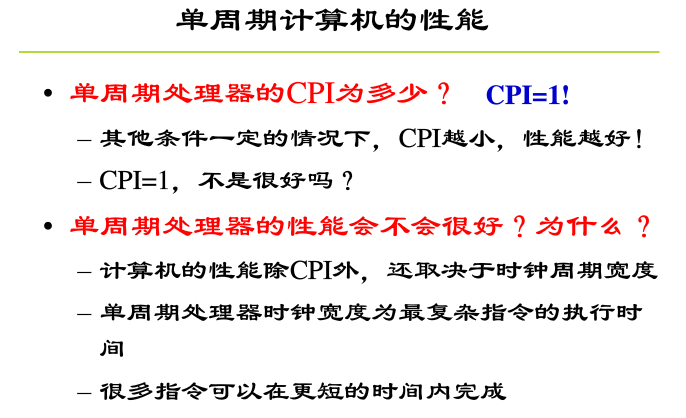 单周期计算机的性能
• 单周期处理器的CPI为多少？ CPI=1!
– 其他条件一定的情况下，CPI越小，性能越好！
– CPI=1，不是很好吗？
• 单周期处理器的性能会不会很好？为什么？
– 计算机的性能除CPI外，还取决于时钟周期宽度
– 单周期处理器时钟宽度为最复杂指令的执行时
间
– 很多指令可以在更短的时间内完成